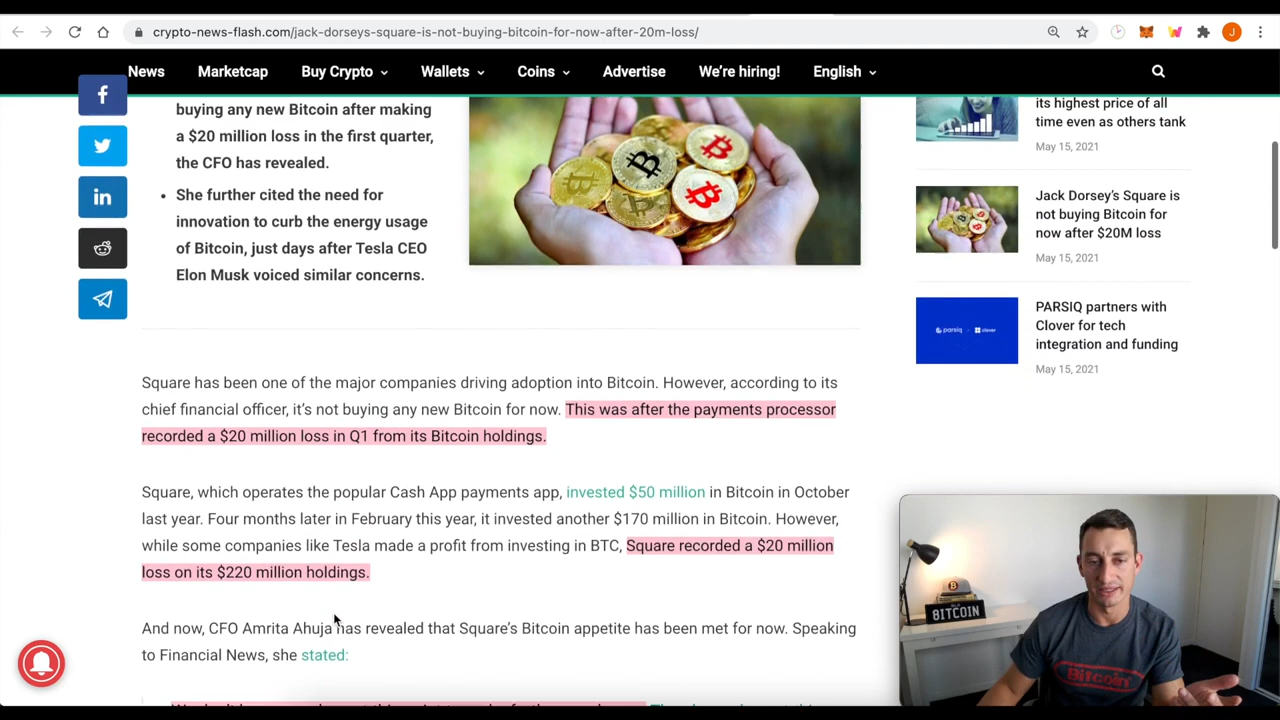 crypto-news-flash.com/jack-dorseys-square-is-not-buying-bitcoin-for-now-after-20m-loss/
J
News
Marketcap
Buy Crypto
Wallets
Coins
Advertise
We're hiring!
English
buying any new Bitcoin after making
a $20 million loss in the first quarter,
the CFO has revealed.
• She further cited the need for
innovation to curb the energy usage
of Bitcoin, just days after Tesla CEO
Elon Musk voiced similar concerns.
its highest price of all
time even as others tank
May 15, 2021
Jack Dorsey's Square is
not buying Bitcoin for
now after $20M loss
May 15, 2021
parsiq
clover
PARSIQ partners with
Clover for tech
integration and funding
May 15, 2021
Square has been one of the major companies driving adoption into Bitcoin. However, according to its
chief financial officer, it's not buying any new Bitcoin for now. This was after the payments processor
recorded a $20 million loss in Q1 from its Bitcoin holdings.
Square, which operates the popular Cash App payments app, invested $50 million in Bitcoin in October
last year. Four months later in February this year, it invested another $170 million in Bitcoin. However,
while some companies like Tesla made a profit from investing in BTC, Square recorded a $20 million
loss on its $220 million holdings.
And now, CFO Amrita Ahuja has revealed that Square's Bitcoin appetite has been met for now. Speaking
to Financial News, she stated:
BITCOIN
Bitcoin